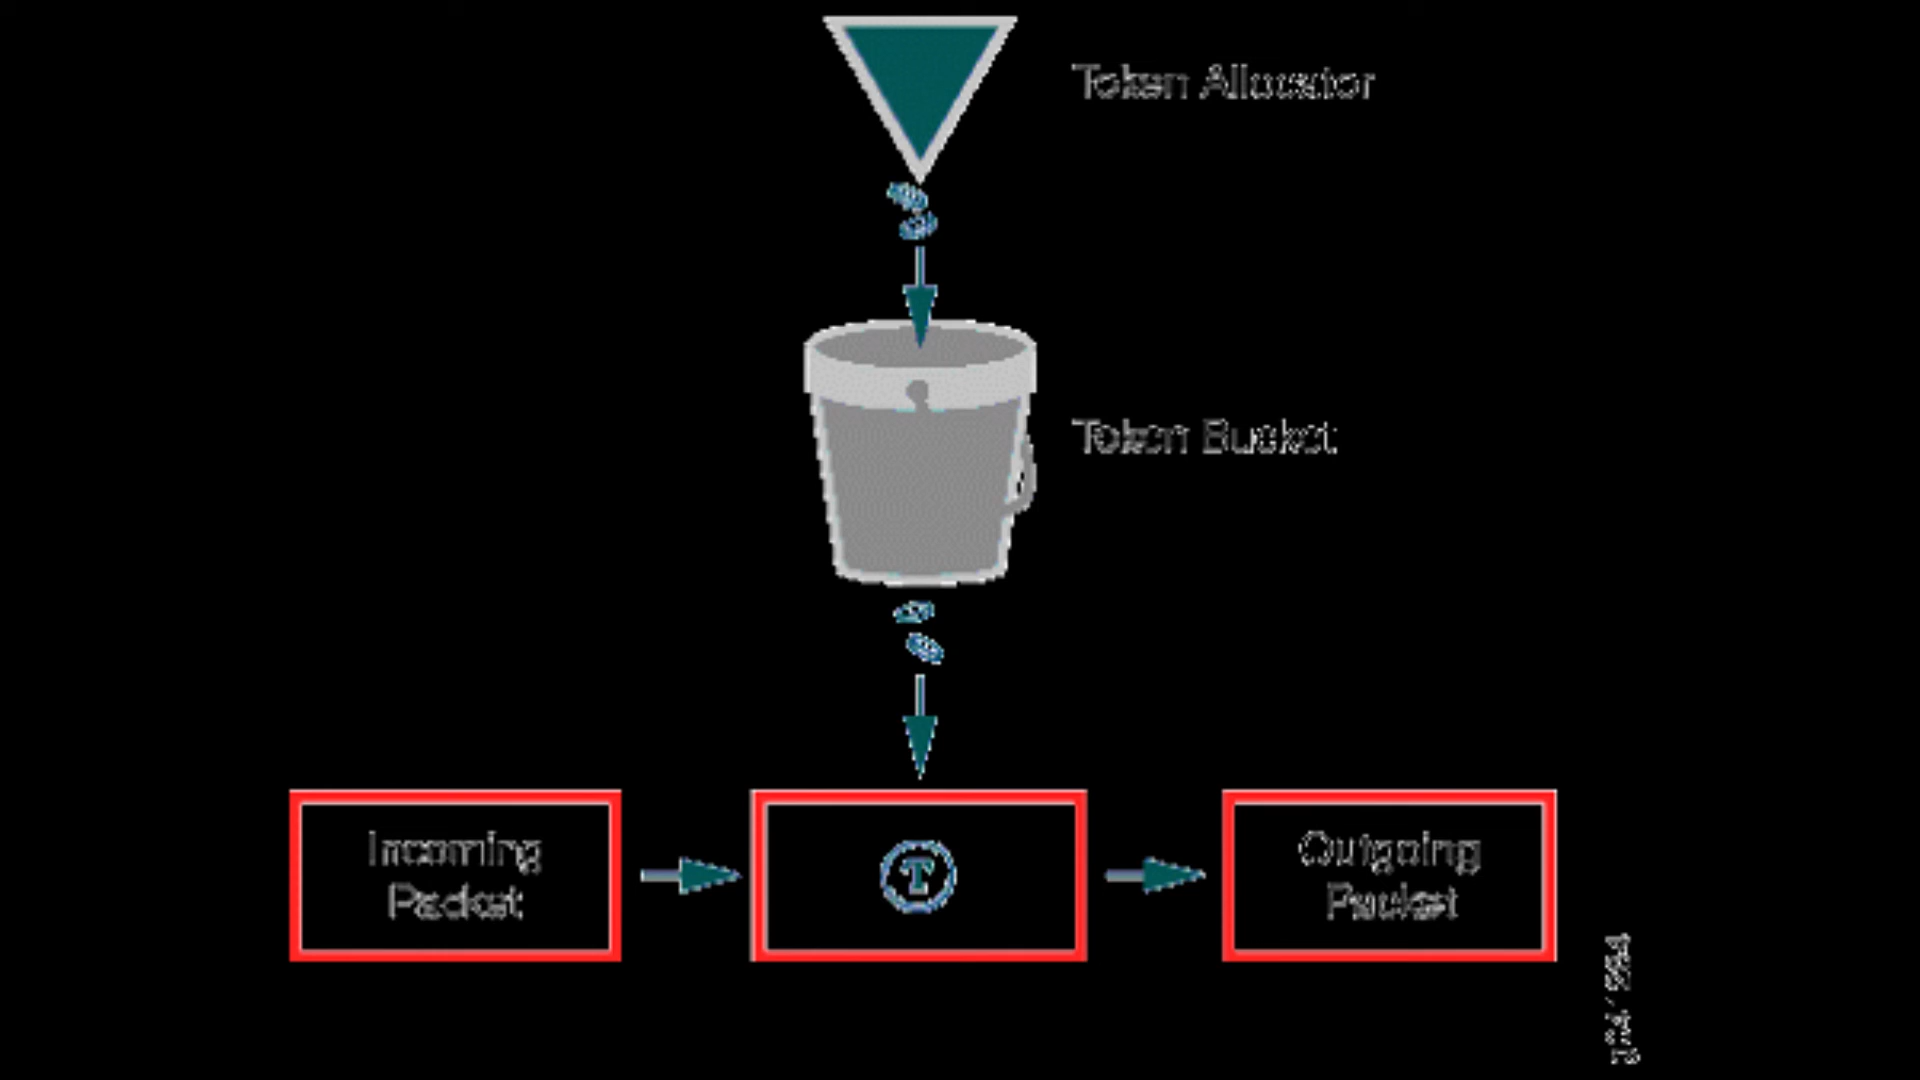 Token Allocator
Token Bucket
Incoming
Packet
T
Outgoing
Packet